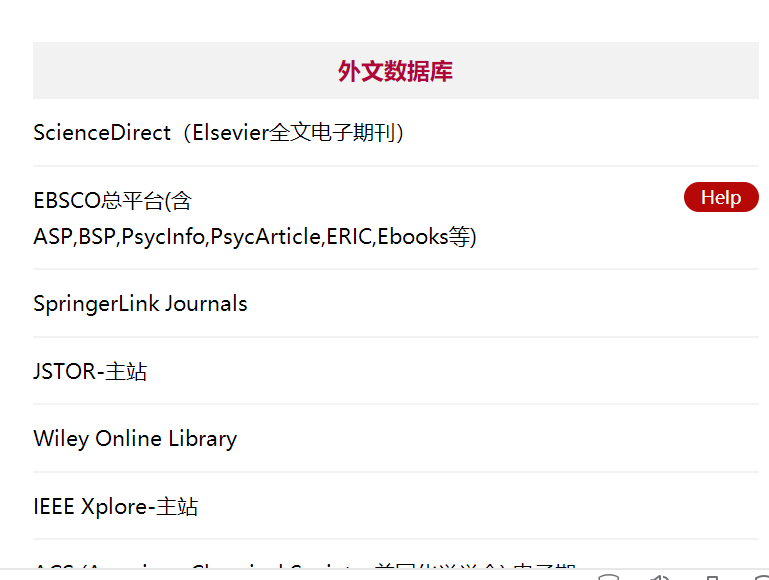 外文数据库
ScienceDirect（Elsevier全文电子期刊）
EBSCO总平台(含
Help
ASP,BSP,PsycInfo,PsycArticle,ERIC,Ebooks等)
SpringerLink Journals
JSTOR-主站
Wiley Online Library
IEEE Xplore-主站